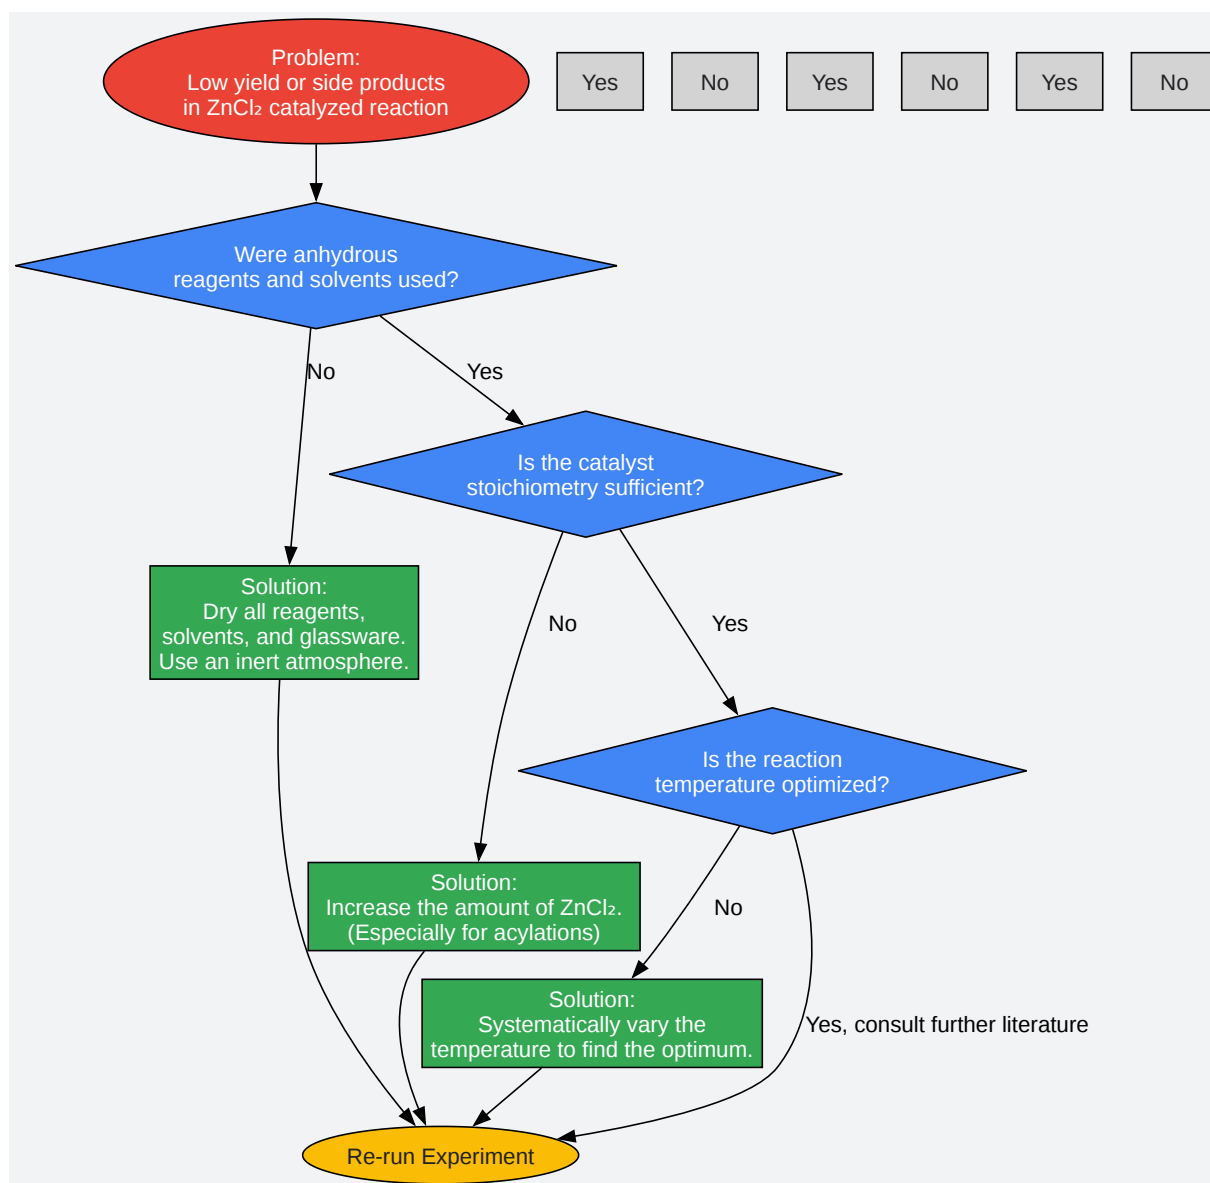 Problem:
Low yield or side products
in ZnCl₂ catalyzed reaction
Yes
No
Yes
No
Yes
No
Were anhydrous
reagents and solvents used?
No
Yes
Is the catalyst
stoichiometry sufficient?
Solution:
Dry all reagents,
solvents, and glassware.
Use an inert atmosphere.
No
Yes
Is the reaction
temperature optimized?
Solution:
Increase the amount of ZnCl₂.
(Especially for acylations)
No
Solution:
Systematically vary the
temperature to find the optimum.
Yes, consult further literature
Re-run Experiment